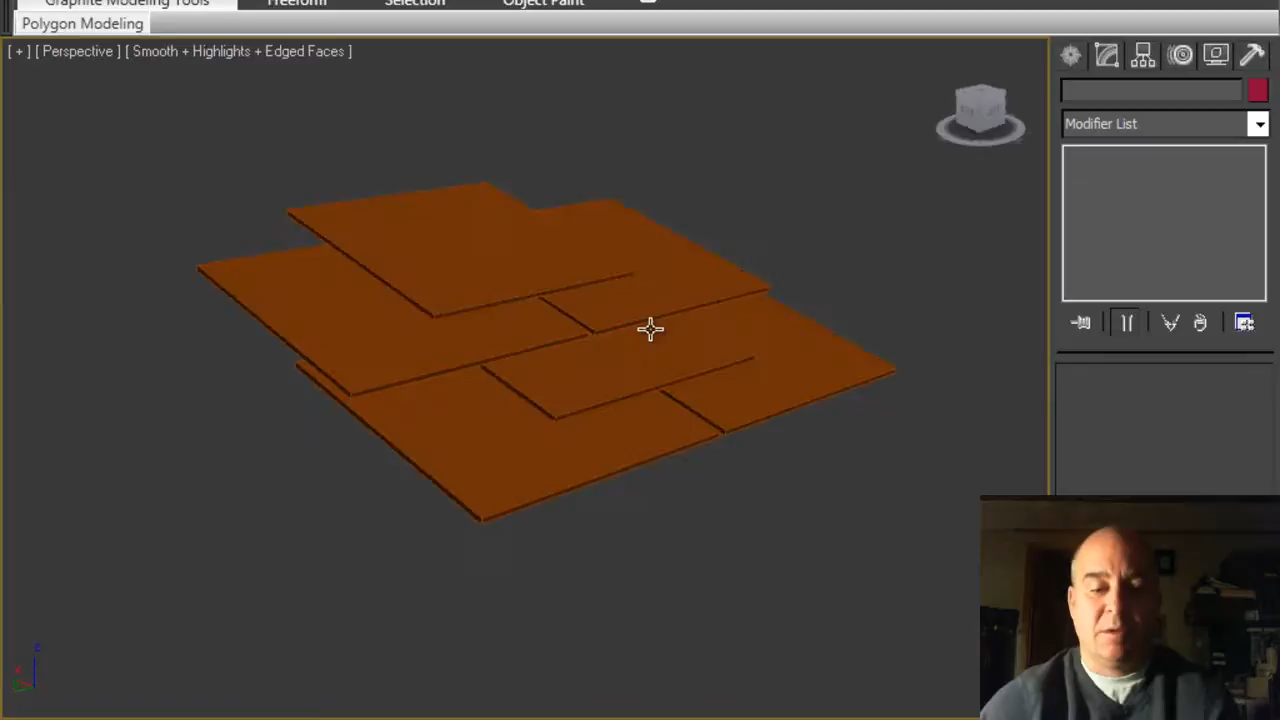 Graphite Modeling Tools Freeform Selection Object Paint
Polygon Modeling
[ + ] [ Perspective ] [ Smooth + Highlights + Edged Faces ]
Modifier List
z
x